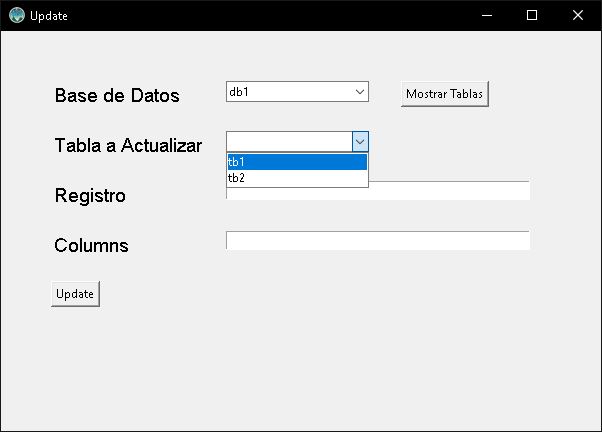 Update
Base de Datos
db1
Mostrar Tablas
Tabla a Actualizar
tb1
tb2
Registro
Columns
Update